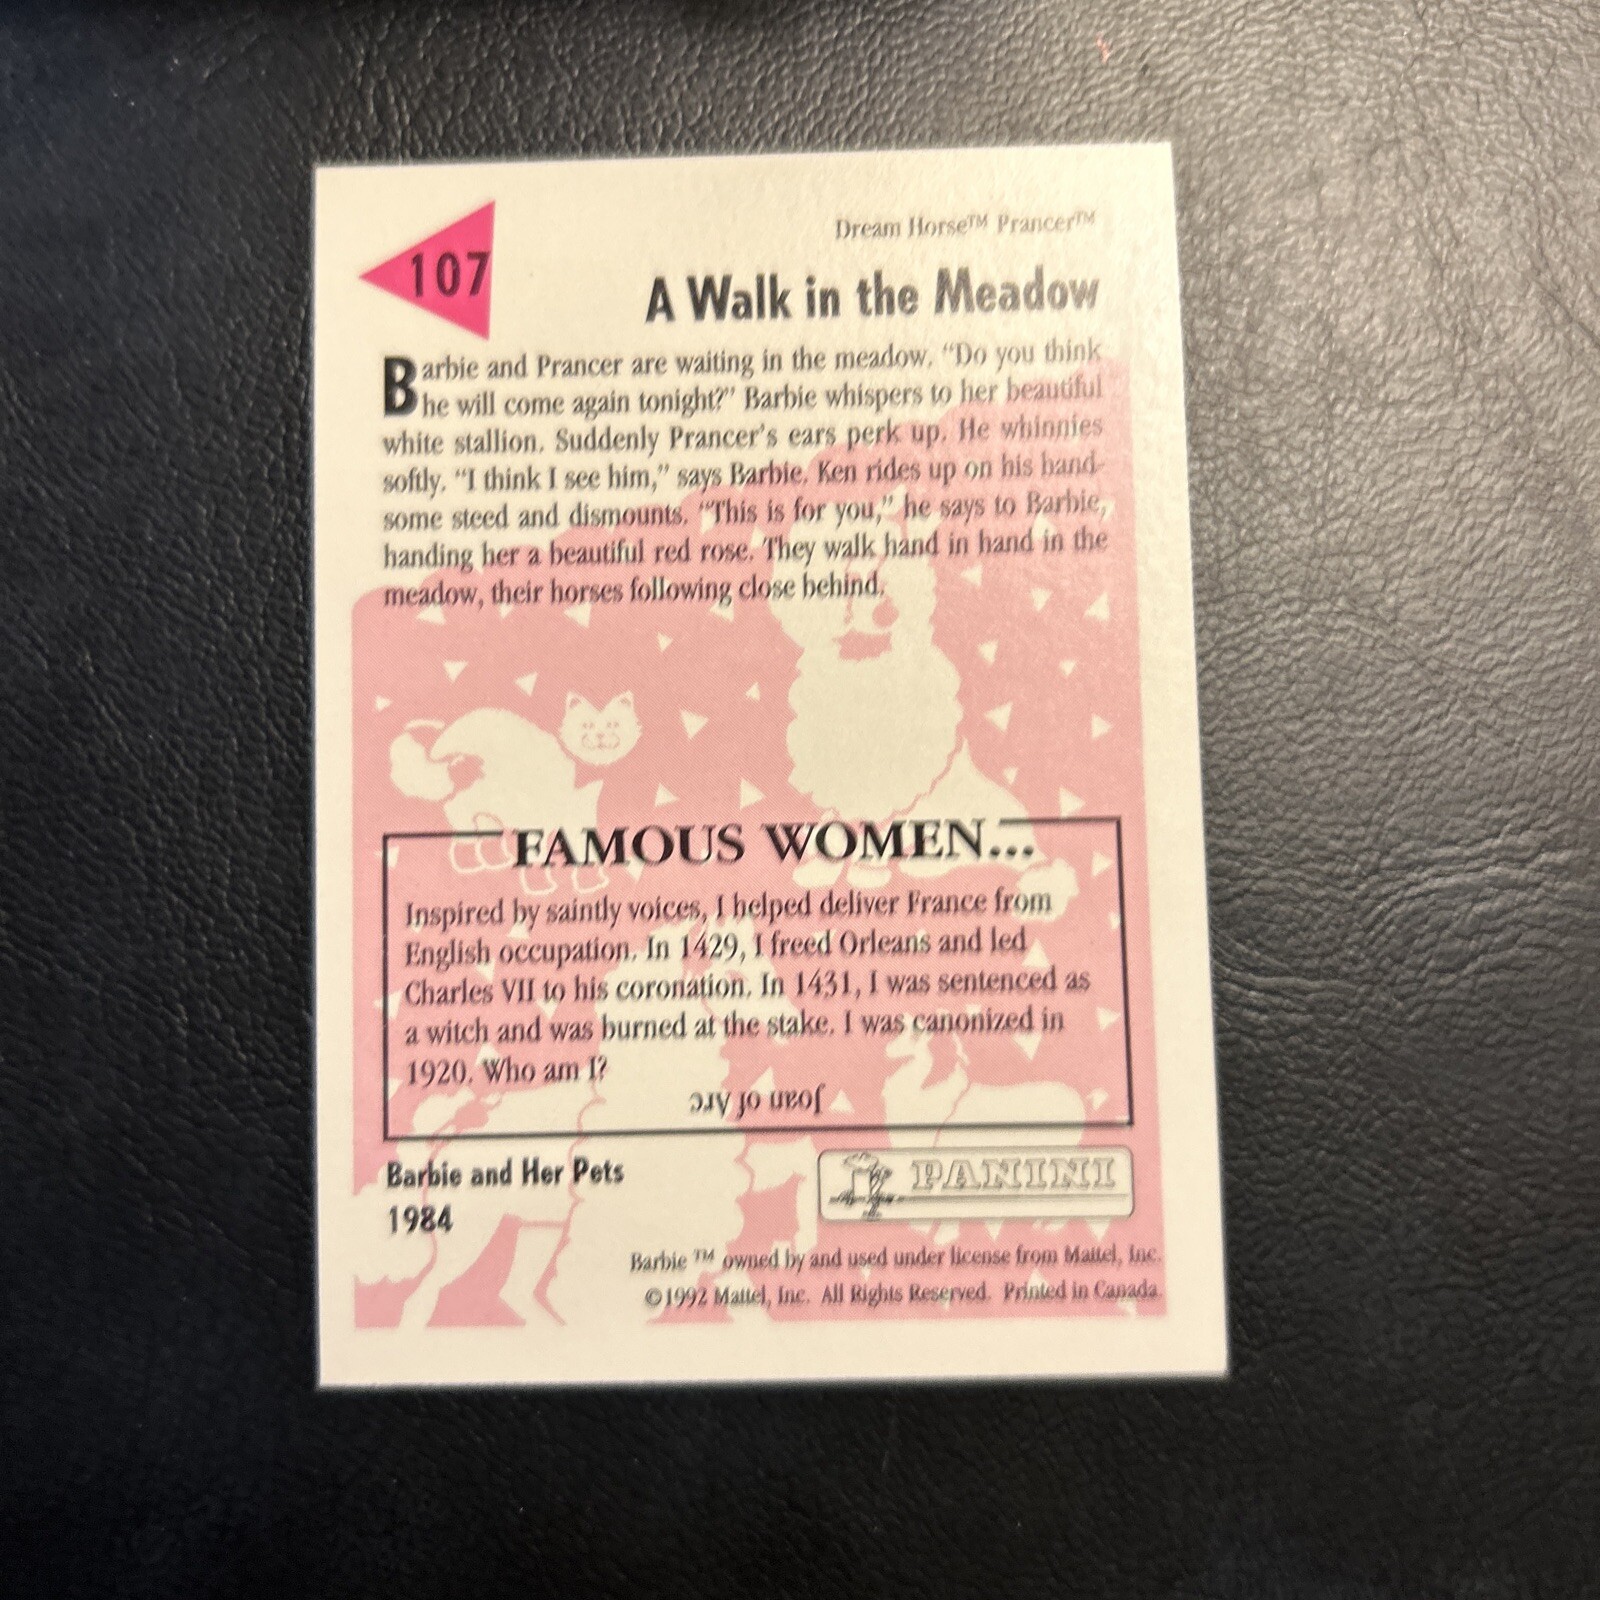 107
Dream Horse™ Prancer™
A Walk in the Meadow
Barbie and Prancer are waiting in the meadow. “Do you think
he will come again tonight?” Barbie whispers to her beautiful
white stallion. Suddenly Prancer’s ears perk up. He whinnies
softly. “I think I see him,” says Barbie. Ken rides up on his hand-
some steed and dismounts. “This is for you,” he says to Barbie,
handing her a beautiful red rose. They walk hand in hand in the
meadow, their horses following close behind.
FAMOUS WOMEN...
Inspired by saintly voices, I helped deliver France from
English occupation. In 1429, I freed Orleans and led
Charles VII to his coronation. In 1431, I was sentenced as
a witch and was burned at the stake. I was canonized in
1920. Who am I?
Joan of Arc
Barbie and Her Pets
1984
PANINI
Barbie ™ owned by and used under license from Mattel, Inc.
©1992 Mattel, Inc. All Rights Reserved. Printed in Canada.